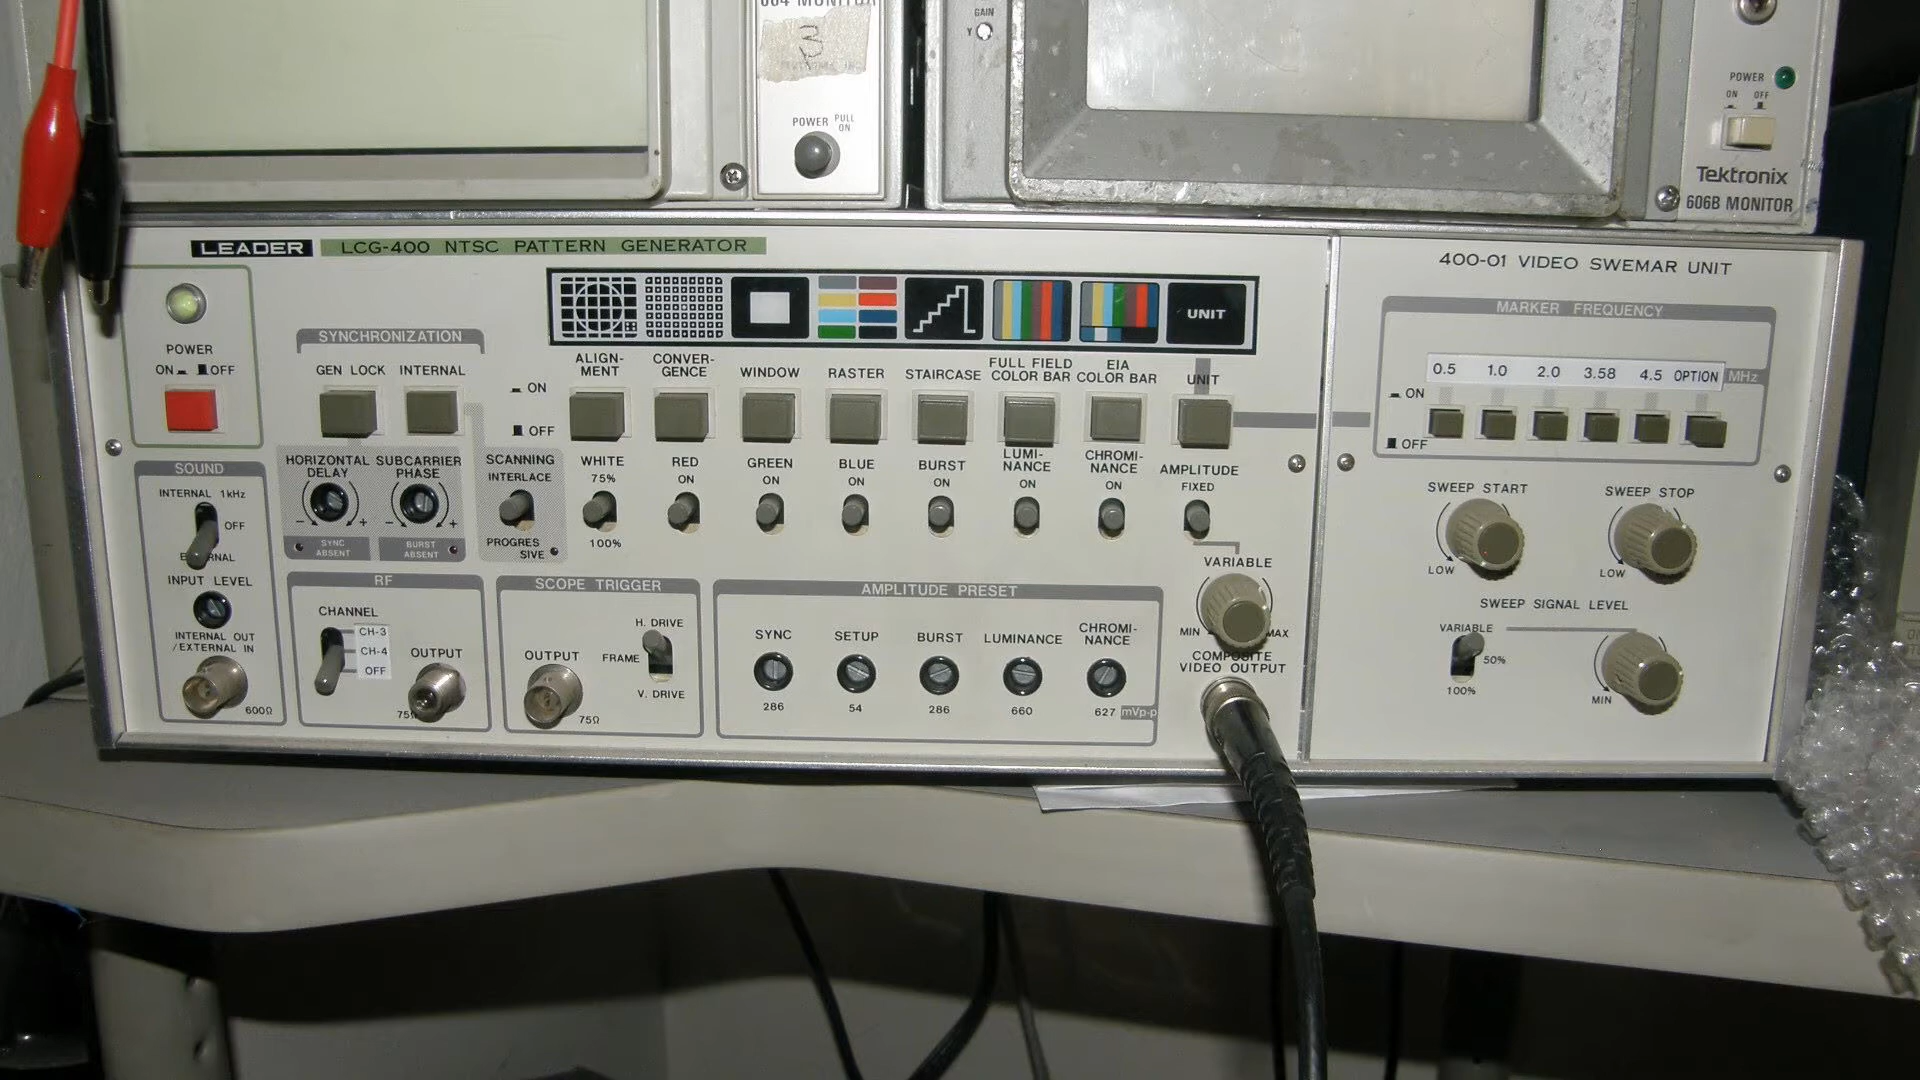 604 MONITOR
M
POWER PULL ON
GAIN
Y
POWER
ON OFF
Tektronix
606B MONITOR
LEADER LCG-400 NTSC PATTERN GENERATOR
400-01 VIDEO SWEMAR UNIT
POWER
ON OFF
SYNCHRONIZATION
GEN LOCK INTERNAL
UNIT
ON
OFF
ALIGN-
MENT
CONVER-
GENCE
WINDOW
RASTER
STAIRCASE
FULL FIELD
COLOR BAR
EIA
COLOR BAR
UNIT
MARKER FREQUENCY
0.5 1.0 2.0 3.58 4.5 OPTION MHz
ON
OFF
SOUND
INTERNAL 1kHz
OFF
INPUT LEVEL
INTERNAL OUT
/EXTERNAL IN
600Ω
HORIZONTAL
DELAY
- +
SYNC
ABSENT
SUBCARRIER
PHASE
- +
BURST
ABSENT
SCANNING
INTERLACE
PROGRES
SIVE
WHITE
75%
100%
RED
ON
GREEN
ON
BLUE
ON
BURST
ON
LUMI-
NANCE
ON
CHROMI-
NANCE
ON
AMPLITUDE
FIXED
VARIABLE
MIN MAX
COMPOSITE
VIDEO OUTPUT
RF
CHANNEL
CH-3
CH-4
OFF
OUTPUT
75Ω
SCOPE TRIGGER
OUTPUT
75Ω
H. DRIVE
FRAME
V. DRIVE
AMPLITUDE PRESET
SYNC
286
SETUP
54
BURST
286
LUMINANCE
660
CHROMI-
NANCE
627 mVp-p
SWEEP START
LOW
SWEEP STOP
LOW
SWEEP SIGNAL LEVEL
VARIABLE
50%
100%
MIN